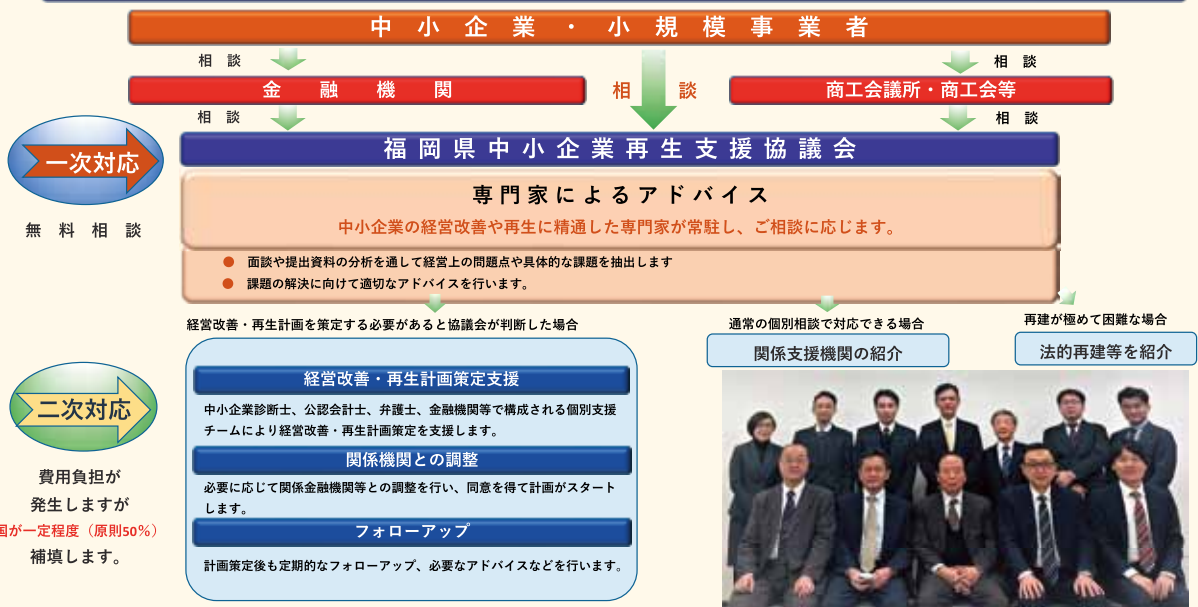 中小企業・小規模事業者
相談
相談
金融機関
相談
商工会議所・商工会等
相談
相談
福岡県中小企業再生支援協議会
一次対応
無料相談
専門家によるアドバイス
中小企業の経営改善や再生に精通した専門家が常駐し、ご相談に応じます。
● 面談や提出資料の分析を通して経営上の問題点や具体的な課題を抽出します
● 課題の解決に向けて適切なアドバイスを行います。
経営改善・再生計画を策定する必要があると協議会が判断した場合
通常の個別相談で対応できる場合
再建が極めて困難な場合
関係支援機関の紹介
法的再建等を紹介
二次対応
費用負担が
発生しますが
国が一定程度（原則50％）
補填します。
経営改善・再生計画策定支援
中小企業診断士、公認会計士、弁護士、金融機関等で構成される個別支援
チームにより経営改善・再生計画策定を支援します。
関係機関との調整
必要に応じて関係金融機関等との調整を行い、同意を得て計画がスタート
します。
フォローアップ
計画策定後も定期的なフォローアップ、必要なアドバイスなどを行います。